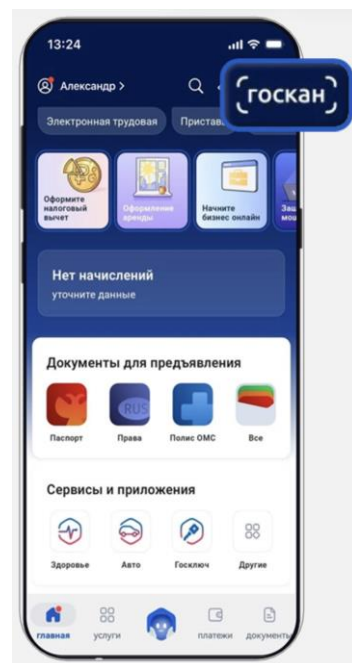 13:24
Александр >
госкан
Электронная трудовая
Оформите
налоговый
вычет
Оформление
аренды
Начните
бизнес онлайн
Нет начислений
уточните данные
Документы для предъявления
RUS
Паспорт
Права
Полис ОМС
Все
Сервисы и приложения
Здоровье
Авто
Госключ
Другие
главная
услуги
платежи
документы